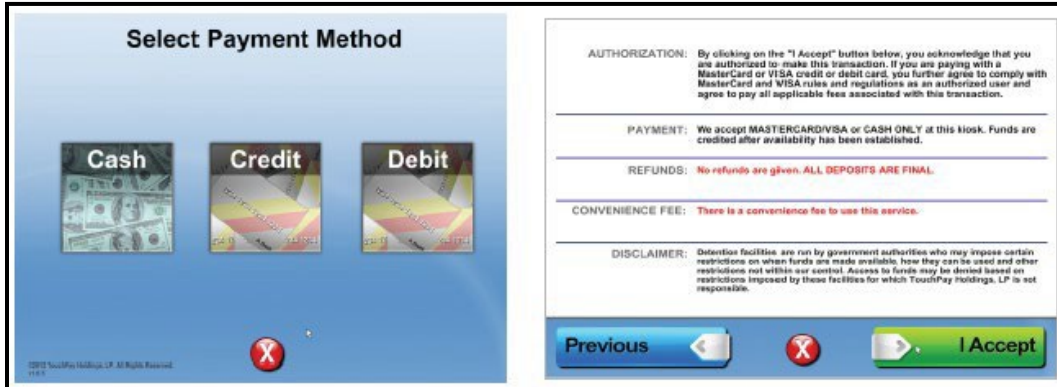 Select Payment Method
Cash
Credit
Debit
X
©2012 TouchPay Holdings, LP. All Rights Reserved.
AUTHORIZATION: By clicking on the "I Accept" button below, you acknowledge that you
are authorized to make this transaction. If you are paying with a
MasterCard or VISA credit or debit card, you further agree to comply with
MasterCard and VISA rules and regulations as an authorized user and
agree to pay all applicable fees associated with this transaction.
PAYMENT: We accept MASTERCARD/VISA or CASH ONLY at this kiosk. Funds are
credited after availability has been established.
REFUNDS: No refunds are given. ALL DEPOSITS ARE FINAL.
CONVENIENCE FEE: There is a convenience fee to use this service.
DISCLAIMER: Detention facilities are run by government authorities who may impose certain
restrictions on when funds are made available, how they can be used and other
restrictions not within our control. Access to funds may be denied based on
restrictions imposed by these facilities for which TouchPay Holdings, LP is not
responsible.
Previous
X
I Accept